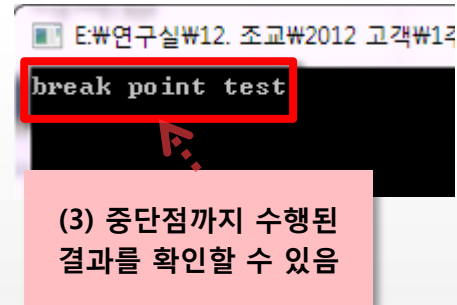 E:₩연구실₩12. 조교₩2012 고객₩1주
break point test
(3) 중단점까지 수행된
결과를 확인할 수 있음